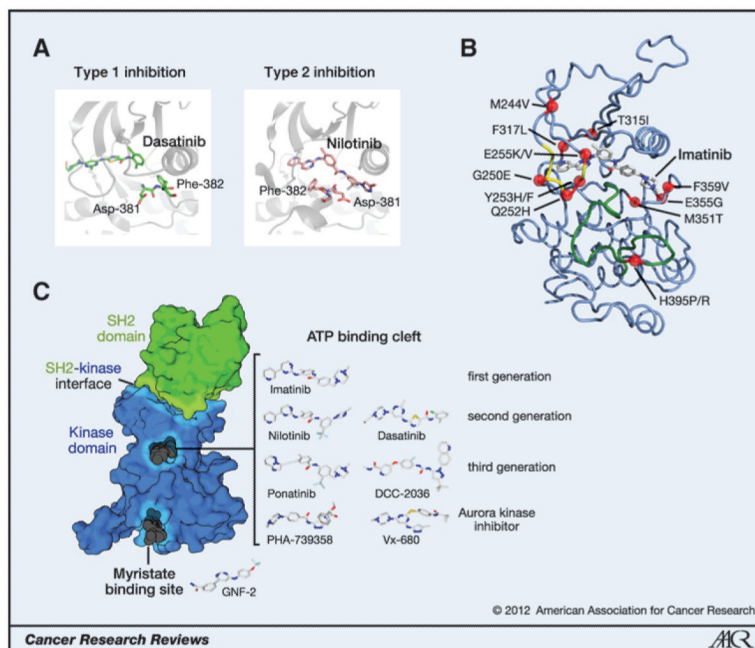 A
Type 1 inhibition
Dasatinib
Phe-382
Asp-381
Type 2 inhibition
Nilotinib
Phe-382
Asp-381
B
M244V
T315I
F317L
E255K/V
Imatinib
G250E
F359V
Y253H/F
E355G
Q252H
M351T
H395P/R
C
SH2
domain
SH2-kinase
interface
Kinase
domain
Myristate
binding site
GNF-2
ATP binding cleft
Imatinib
first generation
Nilotinib
Dasatinib
second generation
Ponatinib
DCC-2036
third generation
PHA-739358
Vx-680
Aurora kinase
inhibitor
© 2012 American Association for Cancer Research
Cancer Research Reviews
AACR